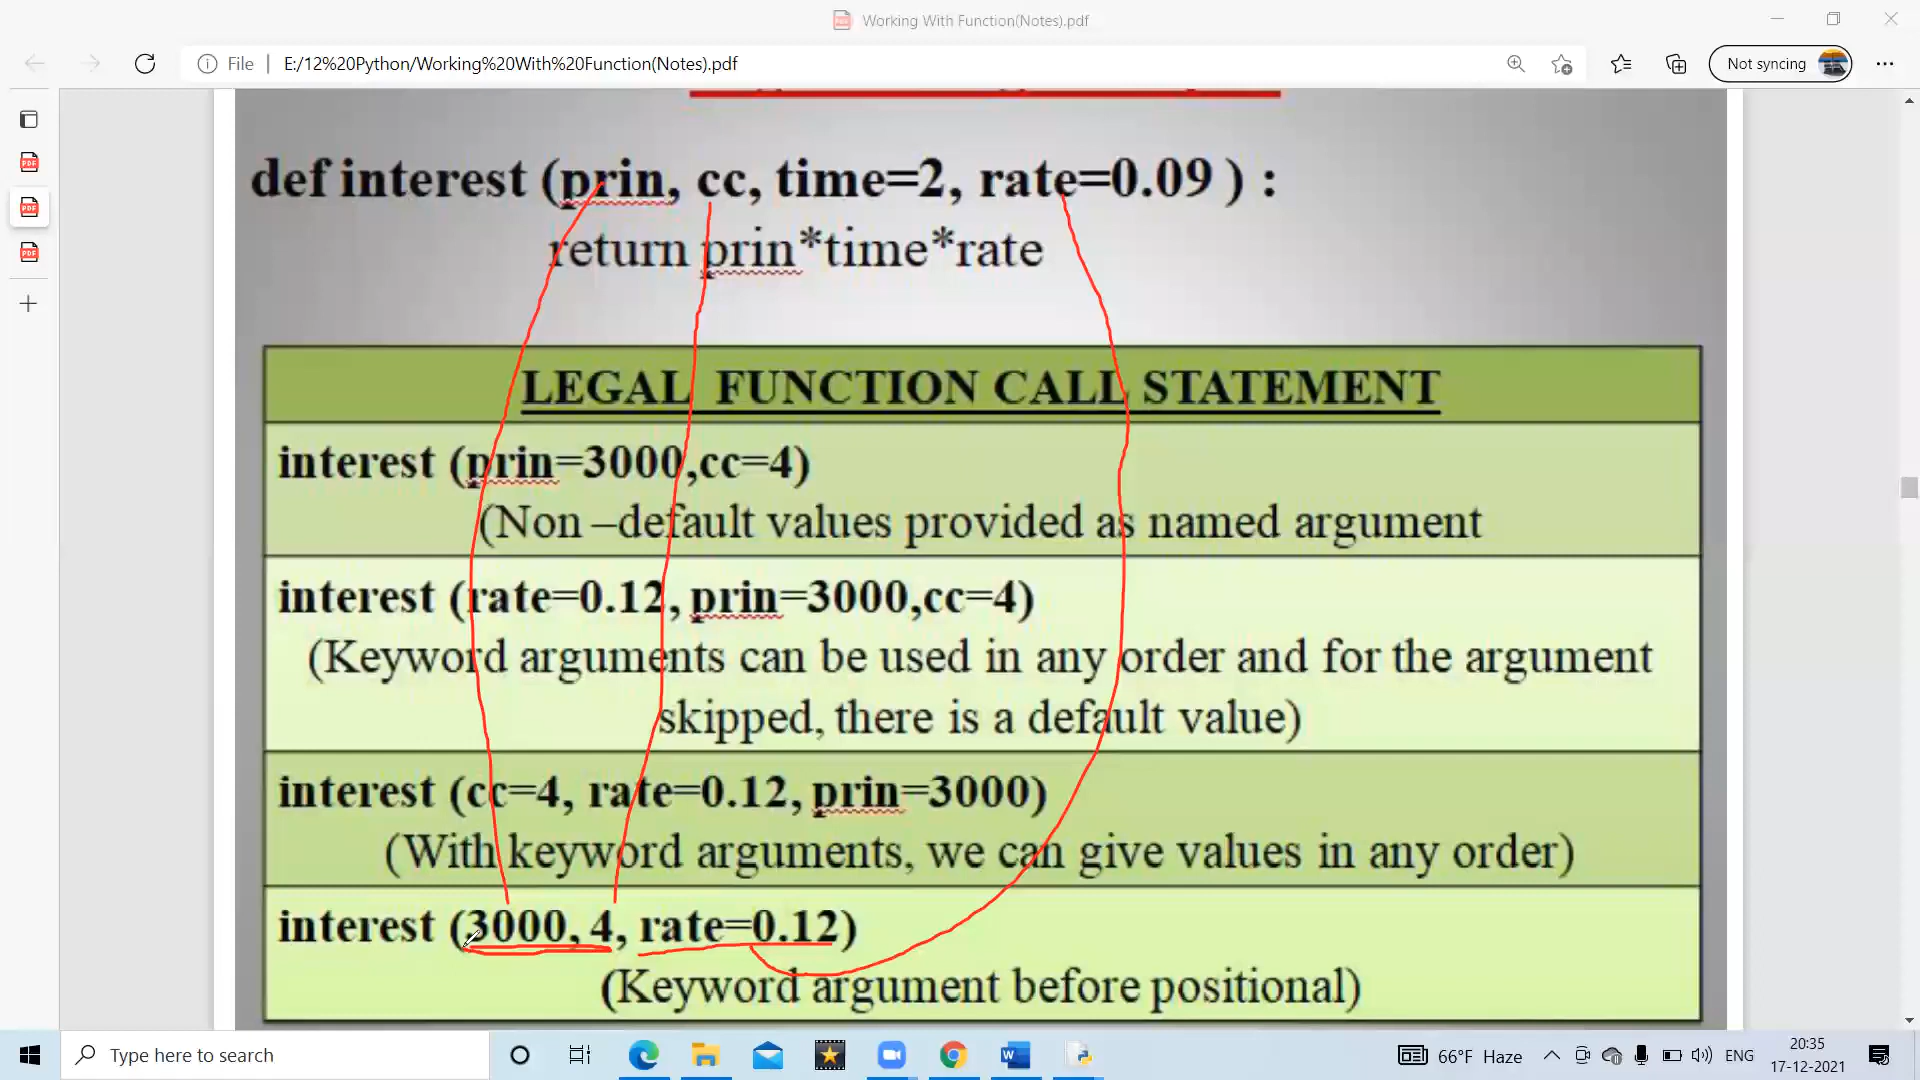 Working With Function(Notes).pdf
File | E:/12%20Python/Working%20With%20Function(Notes).pdf
Not syncing
def interest (prin, cc, time=2, rate=0.09 ) :
return prin*time*rate
LEGAL FUNCTION CALL STATEMENT
interest (prin=3000,cc=4)
(Non –default values provided as named argument
interest (rate=0.12, prin=3000,cc=4)
(Keyword arguments can be used in any order and for the argument
skipped, there is a default value)
interest (cc=4, rate=0.12, prin=3000)
(With keyword arguments, we can give values in any order)
interest (3000, 4, rate=0.12)
(Keyword argument before positional)
Type here to search
66°F Haze
ENG
20:35
17-12-2021